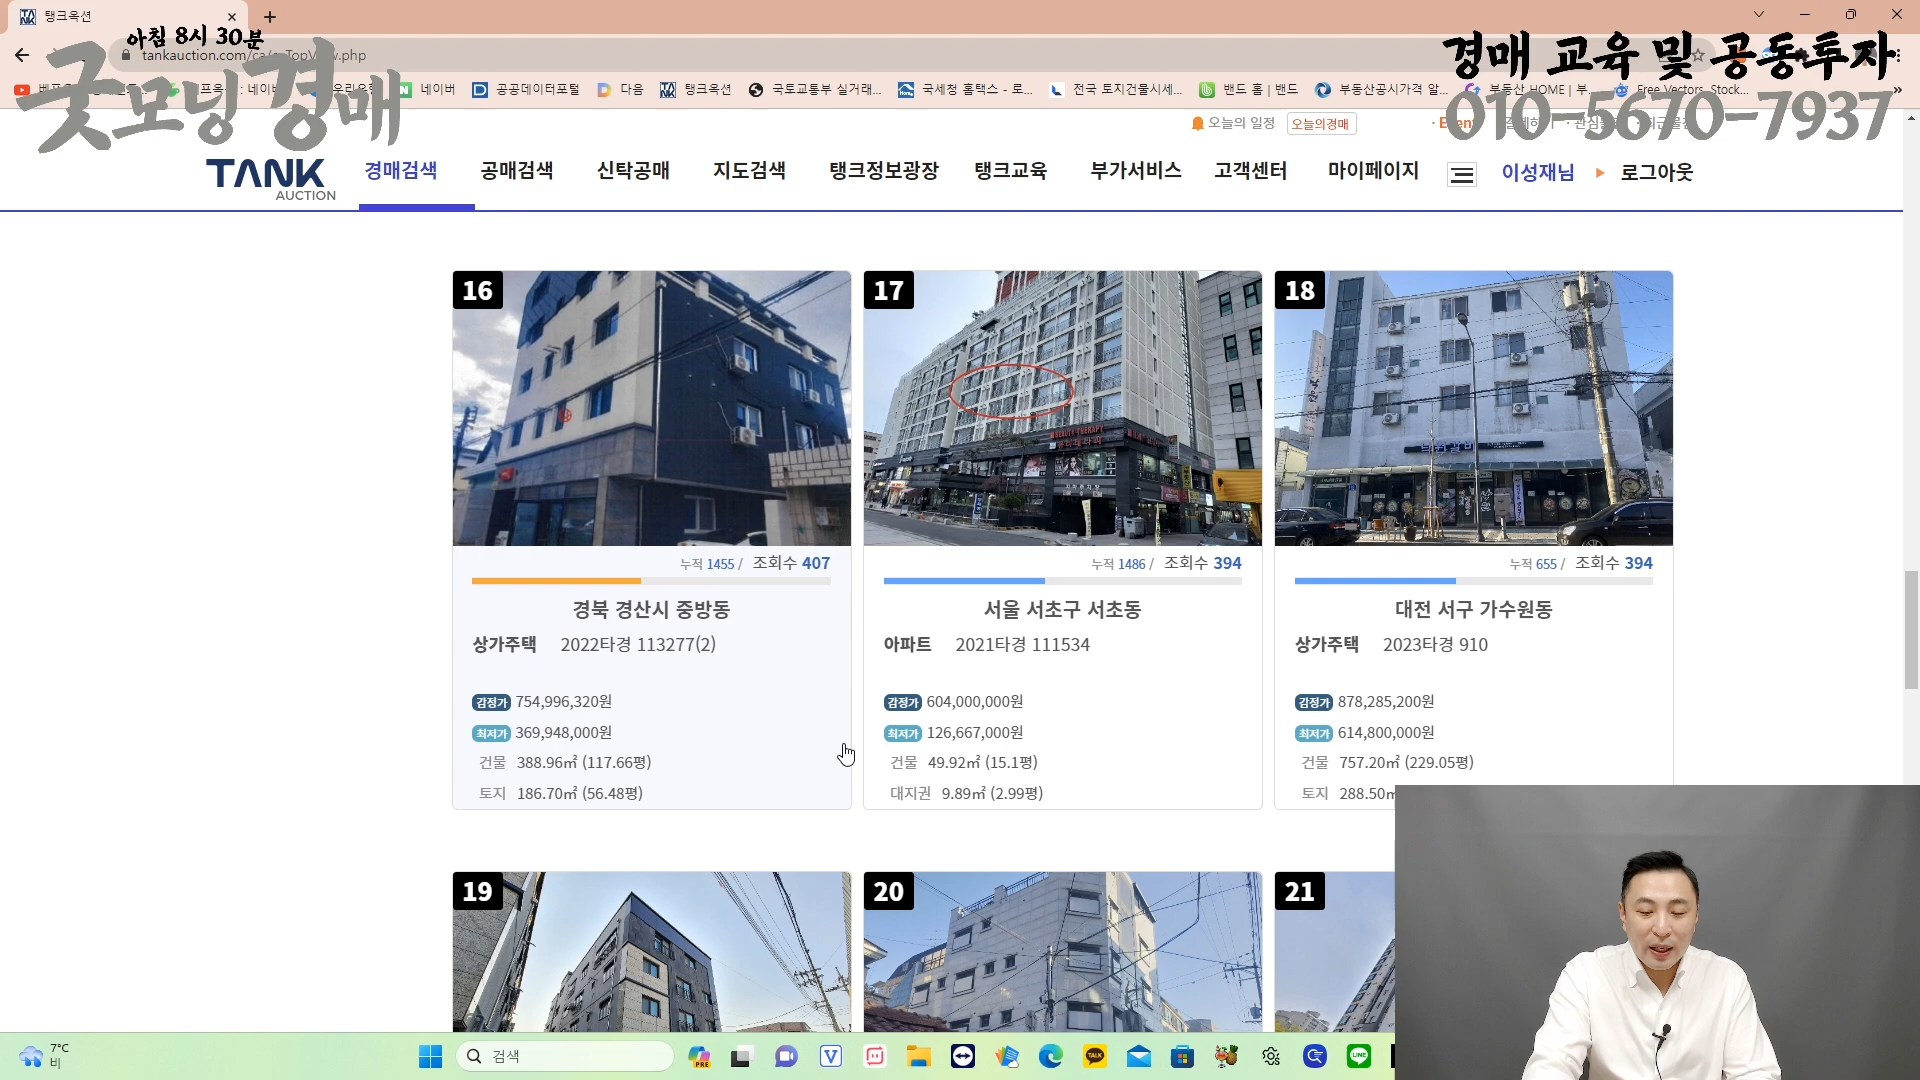 탱크옥션
아침 8시 30분
굿모닝경매
경매 교육 및 공동투자
010-5670-7937
tankauction.com/ca/
.php
네이버
공공데이터포털
다음
탱크옥션
국토교통부 실거래...
국세청 홈택스 - 로...
전국 토지건물시세...
밴드 홈 | 밴드
부동산공시가격 알...
부동산 HOME | 부...
Free Vectors, Stock...
오늘의 일정
오늘의경매
TANK
AUCTION
경매검색
공매검색
신탁공매
지도검색
탱크정보광장
탱크교육
부가서비스
고객센터
마이페이지
이성재님
로그아웃
16
누적 1455 / 조회수 407
경북 경산시 중방동
상가주택 2022타경 113277(2)
감정가 754,996,320원
최저가 369,948,000원
건물 388.96㎡ (117.66평)
토지 186.70㎡ (56.48평)
17
BEAUTY THERAPY
누적 1486 / 조회수 394
서울 서초구 서초동
아파트 2021타경 111534
감정가 604,000,000원
최저가 126,667,000원
건물 49.92㎡ (15.1평)
대지권 9.89㎡ (2.99평)
18
누적 655 / 조회수 394
대전 서구 가수원동
상가주택 2023타경 910
감정가 878,285,200원
최저가 614,800,000원
건물 757.20㎡ (229.05평)
토지 288.50
19
20
21
7°C
비
검색
PRE
TALK
LINE